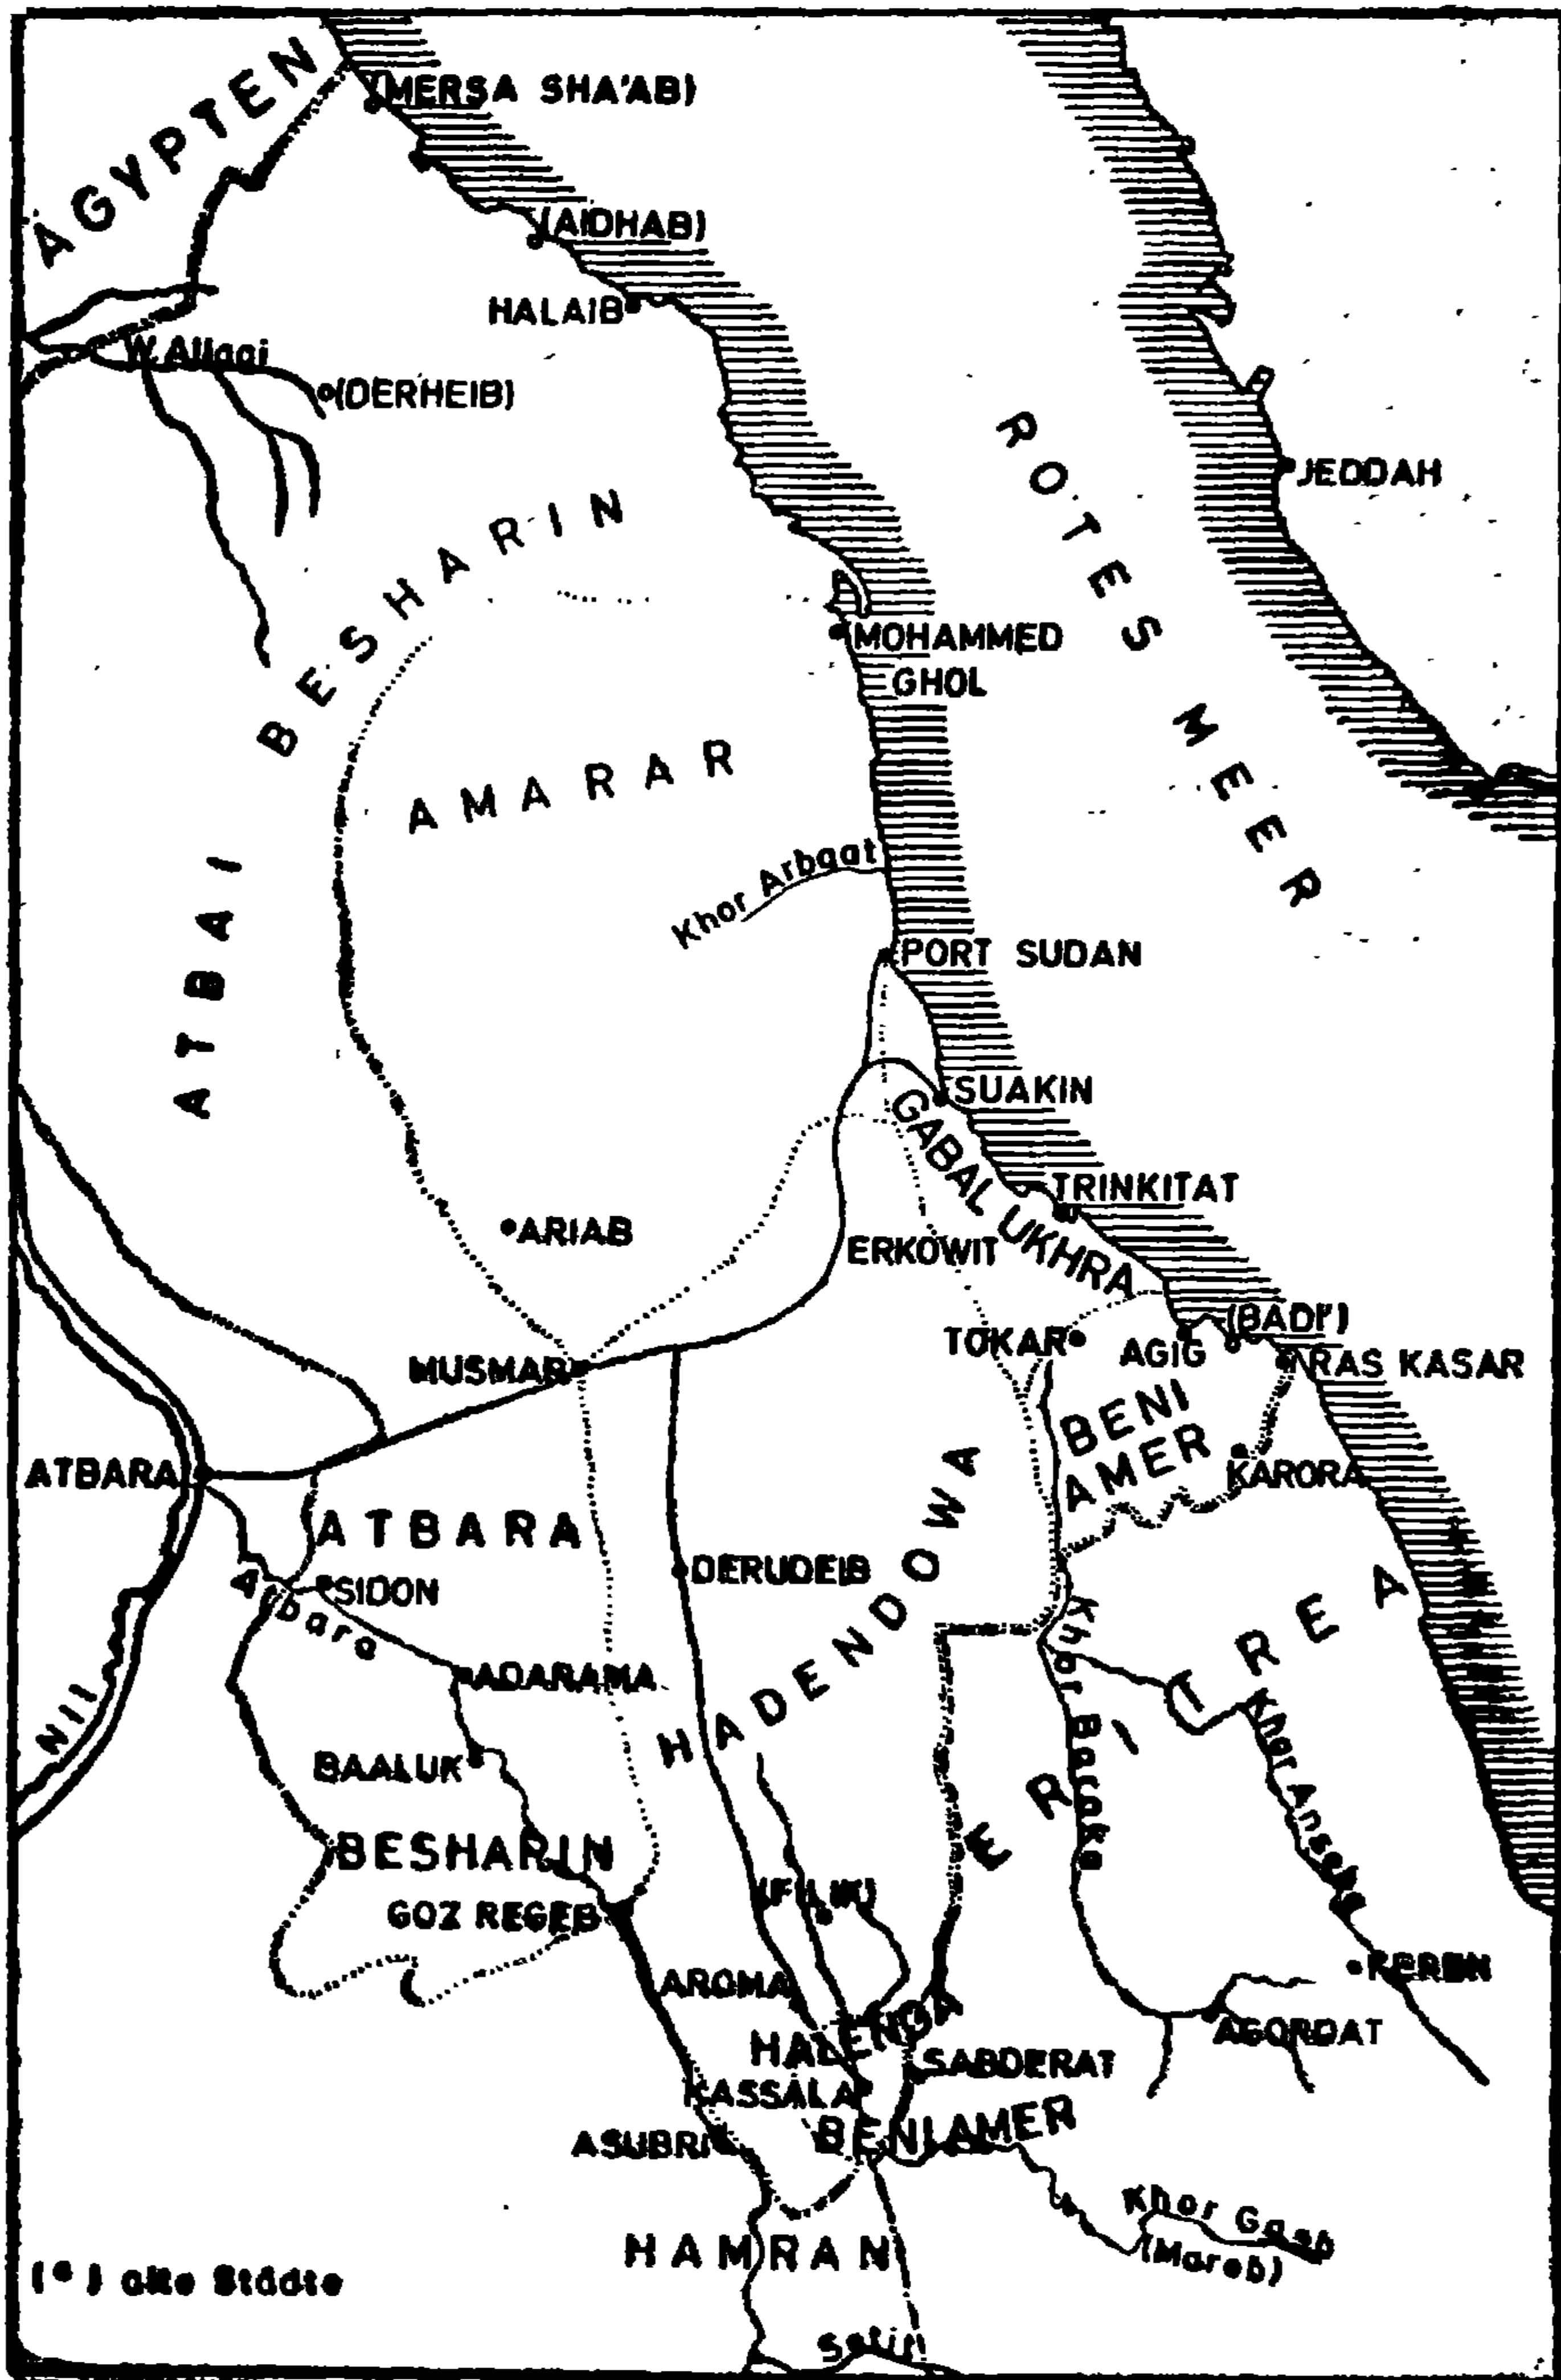 ÄGYPTEN
(MERSA SHA'AB)
(AIDHAB)
HALAIB
W. Allaqi
(DERHEIB)
ROTES MEER
JEDDAH
ATBAI BESHARIN
MOHAMMED
GHOL
AMARAR
Khor Arbaat
PORT SUDAN
SUAKIN
GABAL UKHRA
TRINKITAT
ARIAB
ERKOWIT
TOKAR
AGIG
(BADI')
RAS KASAR
MUSMAR
BENI
AMER
KARORA
ATBARA
ATBARA
Atbara
SIDON
DERUDEIB
HADENDOWA
ERITREA
Khor Baraka
Khor Anseba
ADARAMA
NIL
BAALUK
BESHARIN
GOZ REGEB
(FILIK)
AROMA
HALENGA
KEREN
AGORDAT
SABDERAT
KASSALA
BENI AMER
ASUBRI
Khor Gash
(Mareb)
HAMRAN
Setit
(°) alte Städte